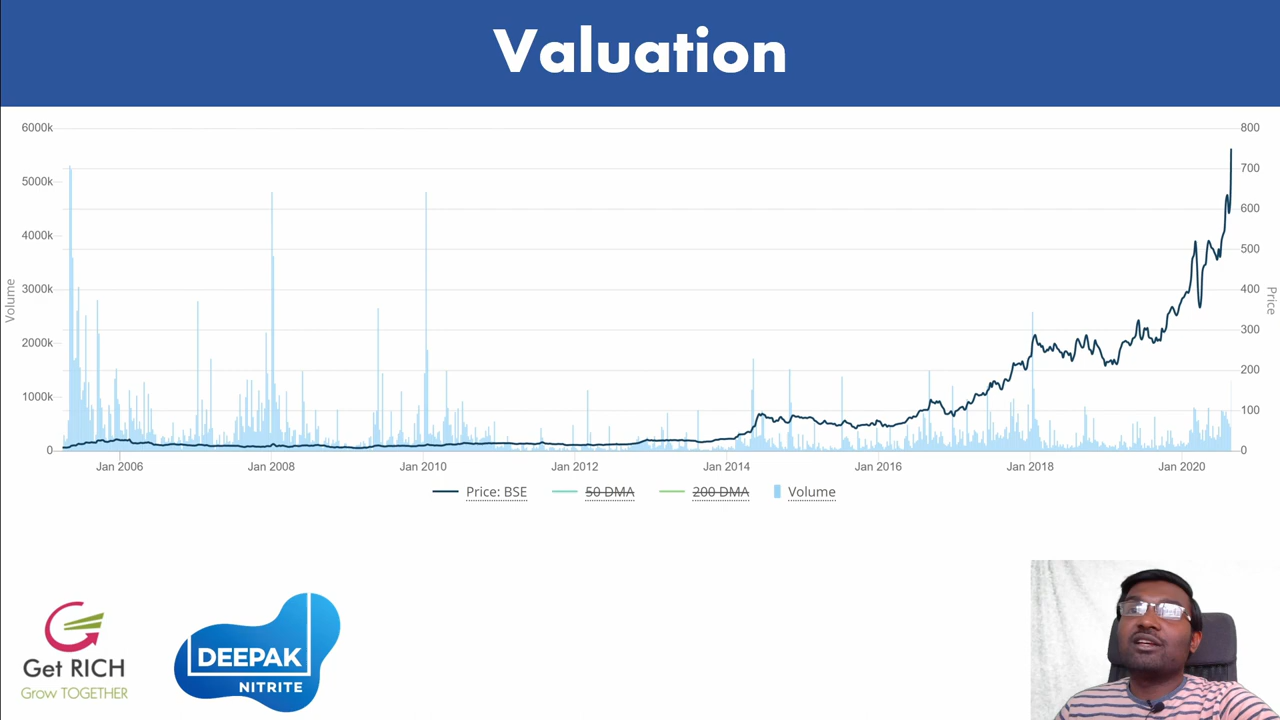 Valuation
6000k
5000k
4000k
3000k
2000k
1000k
0
Volume
800
700
600
500
400
300
200
100
0
Price
Jan 2006 Jan 2008 Jan 2010 Jan 2012 Jan 2014 Jan 2016 Jan 2018 Jan 2020
Price: BSE 50 DMA 200 DMA Volume
Get RICH
Grow TOGETHER
DEEPAK
NITRITE